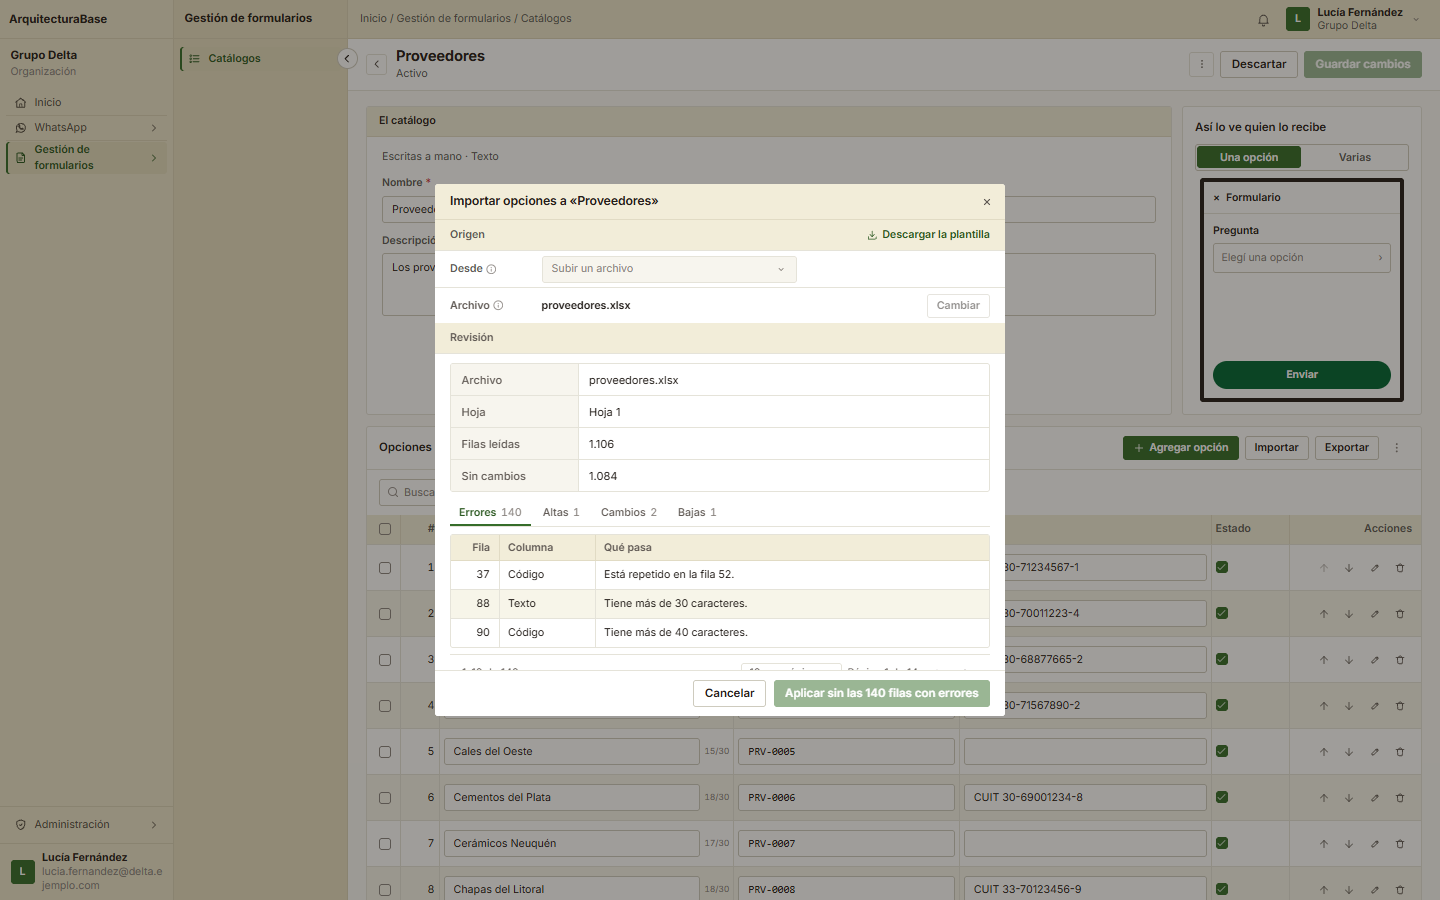 ArquitecturaBase
Gestión de formularios
Inicio / Gestión de formularios / Catálogos
L
Lucía Fernández
Grupo Delta
Grupo Delta
Organización
Inicio
WhatsApp
Gestión de
formularios
Catálogos
Proveedores
Activo
Descartar
Guardar cambios
El catálogo
Escritas a mano · Texto
Nombre *
Descripció
Los prov
Así lo ve quien lo recibe
Una opción
Varias
× Formulario
Pregunta
Elegí una opción
Enviar
Importar opciones a «Proveedores»
×
Origen
Descargar la plantilla
Desde
Subir un archivo
Archivo
proveedores.xlsx
Cambiar
Revisión
Archivo
proveedores.xlsx
Hoja
Hoja 1
Filas leídas
1.106
Sin cambios
1.084
Errores 140
Altas 1
Cambios 2
Bajas 1
Fila
Columna
Qué pasa
37
Código
Está repetido en la fila 52.
88
Texto
Tiene más de 30 caracteres.
90
Código
Tiene más de 40 caracteres.
Cancelar
Aplicar sin las 140 filas con errores
Opciones
Agregar opción
Importar
Exportar
Busca
#
Estado
Acciones
1
30-71234567-1
2
30-70011223-4
3
30-68877665-2
4
30-71567890-2
5
Cales del Oeste
15/30
PRV-0005
6
Cementos del Plata
18/30
PRV-0006
CUIT 30-69001234-8
7
Cerámicos Neuquén
17/30
PRV-0007
8
Chapas del Litoral
18/30
PRV-0008
CUIT 33-70123456-9
Administración
L
Lucía Fernández
lucia.fernandez@delta.e
jemplo.com